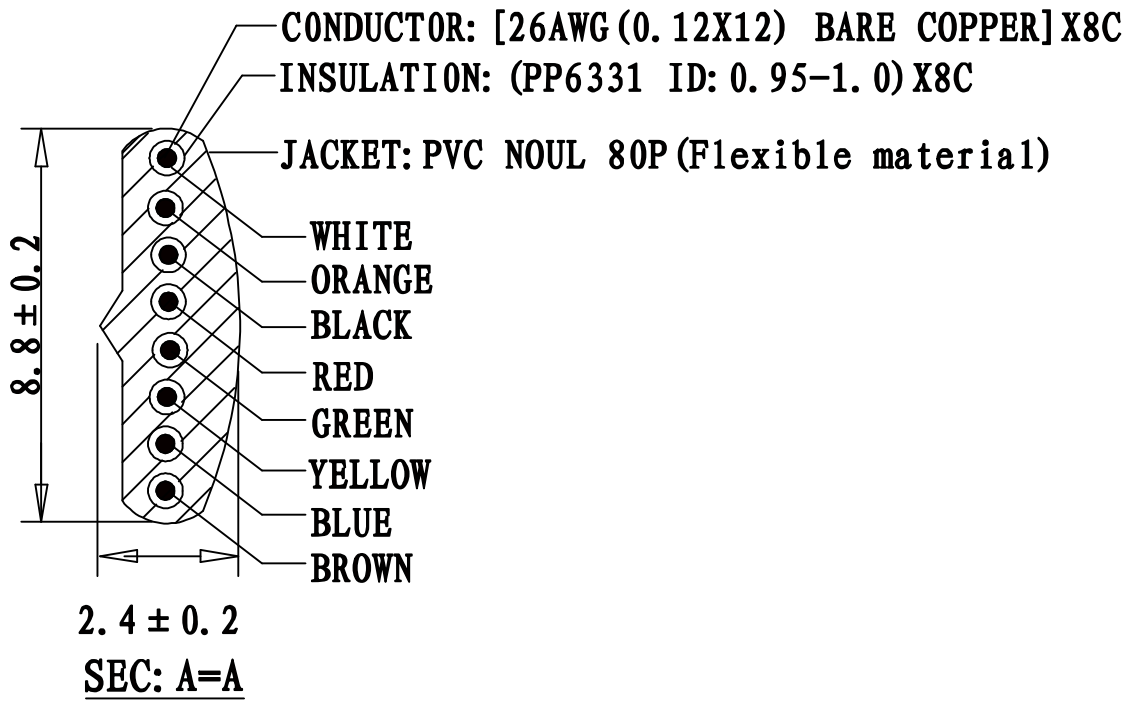 CONDUCTOR: [26AWG(0.12X12) BARE COPPER]X8C
INSULATION: (PP6331 ID: 0.95-1.0)X8C
JACKET: PVC NOUL 80P(Flexible material)
WHITE
ORANGE
BLACK
RED
GREEN
YELLOW
BLUE
BROWN
8.8±0.2
2.4±0.2
SEC: A=A